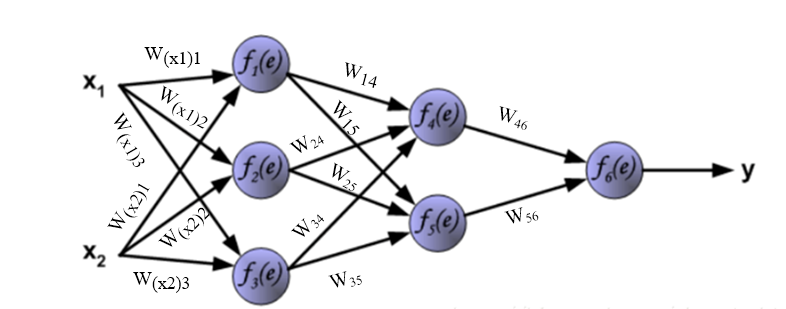 W(x1)1
f1(e)
x1
W14
W(x1)2
W15
f4(e)
W46
W(x1)3
W24
f2(e)
f6(e)
y
W25
W(x2)1
W(x2)2
W34
f5(e)
W56
x2
W(x2)3
f3(e)
W35